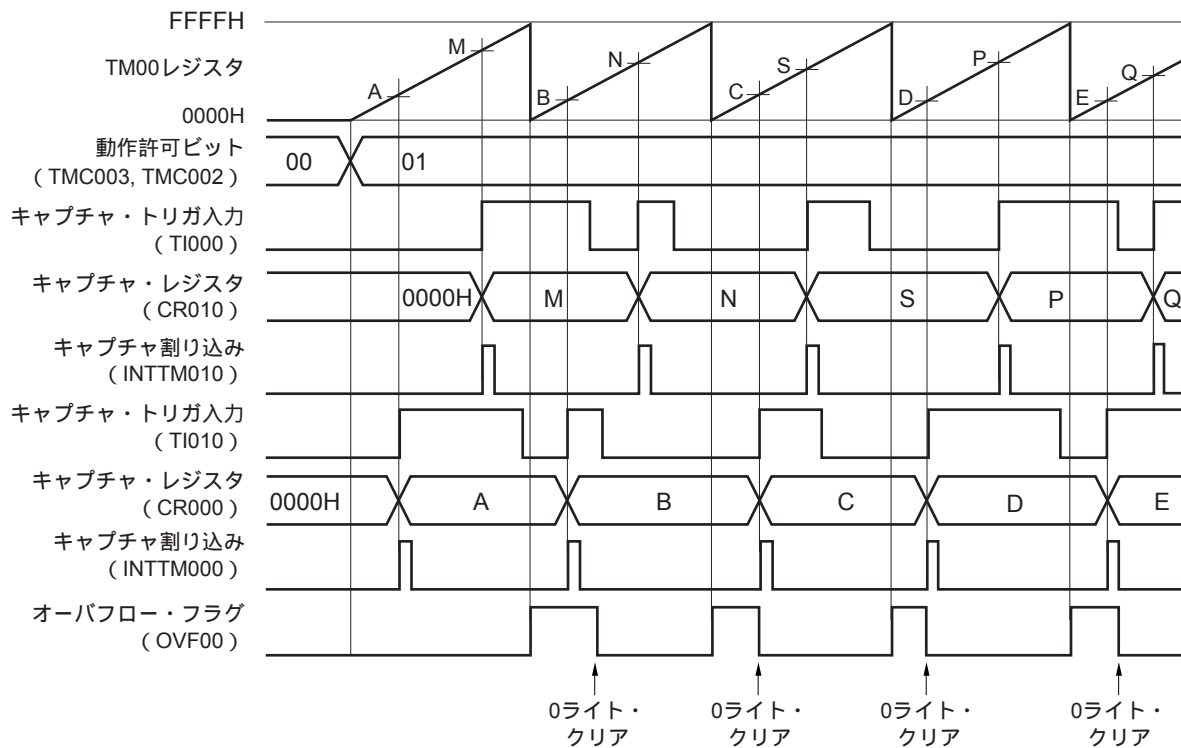 FFFFH
TM00レジスタ
0000H
A
M
B
N
C
S
D
P
E
Q
動作許可ビット
（TMC003, TMC002）
00
01
キャプチャ・トリガ入力
（TI000）
キャプチャ・レジスタ
（CR010）
0000H
M
N
S
P
Q
キャプチャ割り込み
（INTTM010）
キャプチャ・トリガ入力
（TI010）
キャプチャ・レジスタ
（CR000）
0000H
A
B
C
D
E
キャプチャ割り込み
（INTTM000）
オーバフロー・フラグ
（OVF00）
0ライト・
クリア
0ライト・
クリア
0ライト・
クリア
0ライト・
クリア